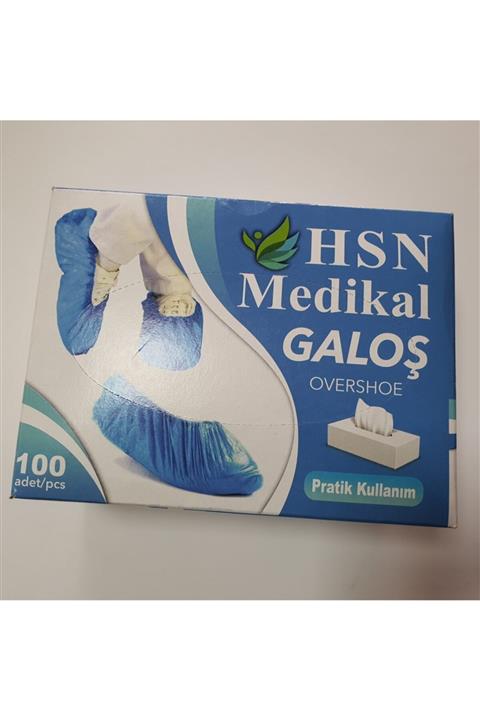 HSN
Medikal
GALOŞ
OVERSHOE
100
adet/pcs
Pratik Kullanım